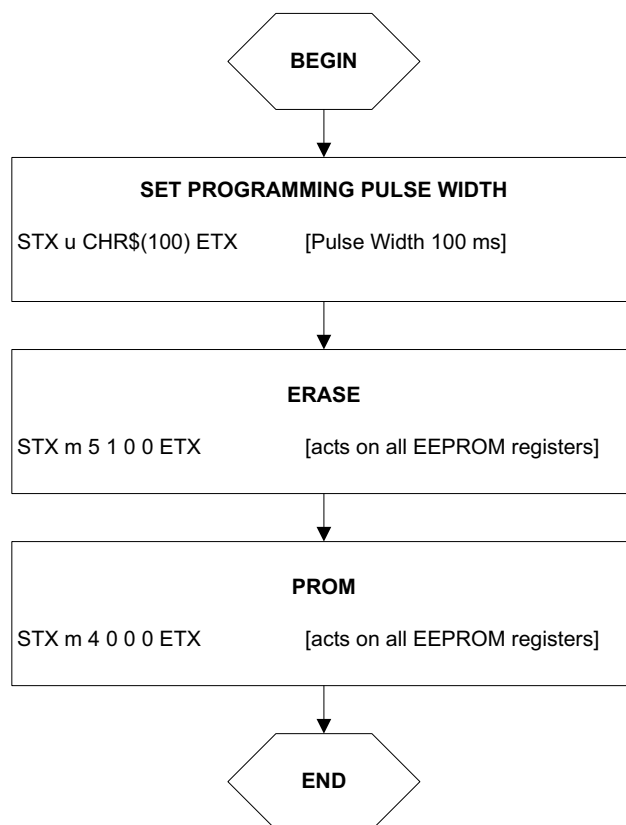 BEGIN
SET PROGRAMMING PULSE WIDTH
STX u CHR$(100) ETX [Pulse Width 100 ms]
ERASE
STX m 5 1 0 0 ETX [acts on all EEPROM registers]
PROM
STX m 4 0 0 0 ETX [acts on all EEPROM registers]
END